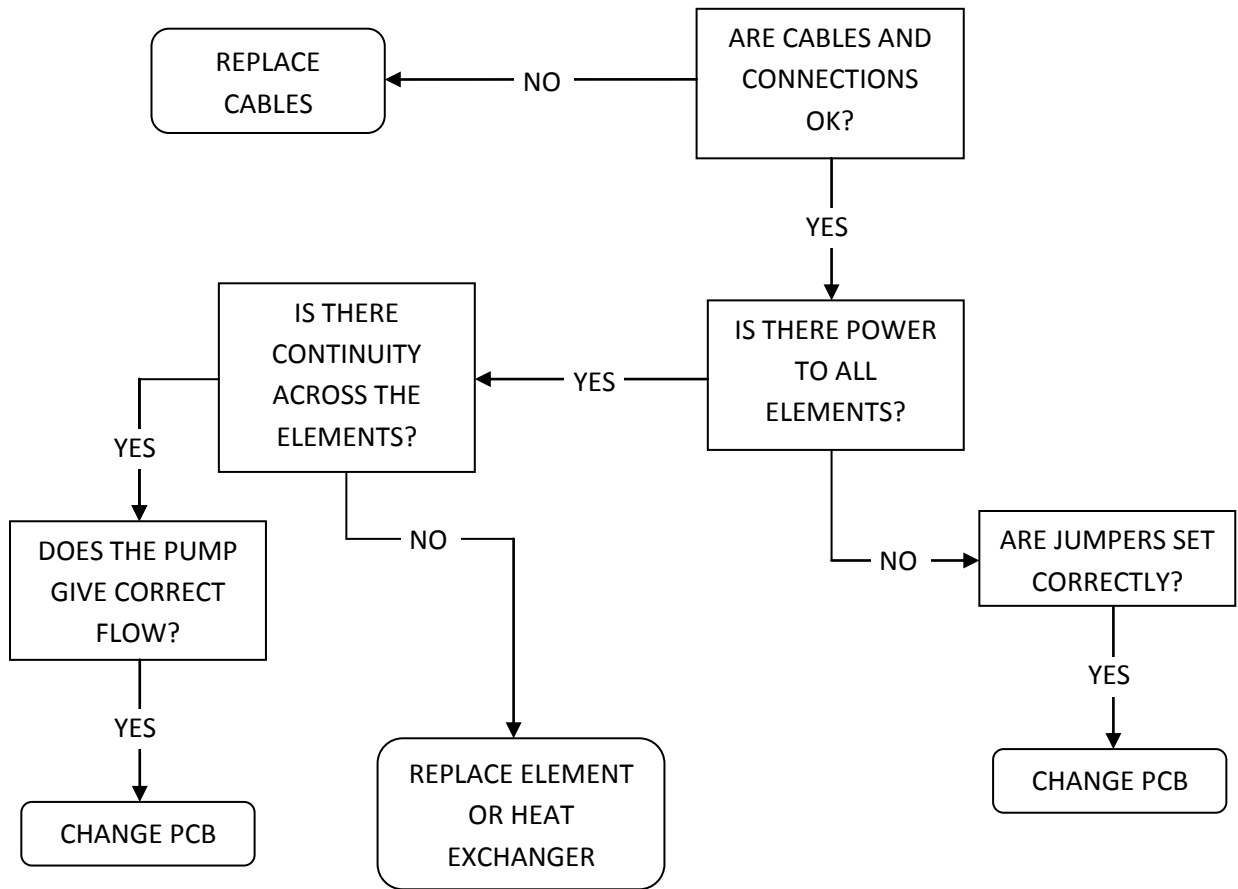 REPLACE
CABLES
NO
ARE CABLES AND
CONNECTIONS
OK?
YES
IS THERE
CONTINUITY
ACROSS THE
ELEMENTS?
YES
IS THERE POWER
TO ALL
ELEMENTS?
YES
NO
NO
DOES THE PUMP
GIVE CORRECT
FLOW?
ARE JUMPERS SET
CORRECTLY?
YES
YES
CHANGE PCB
REPLACE ELEMENT
OR HEAT
EXCHANGER
CHANGE PCB